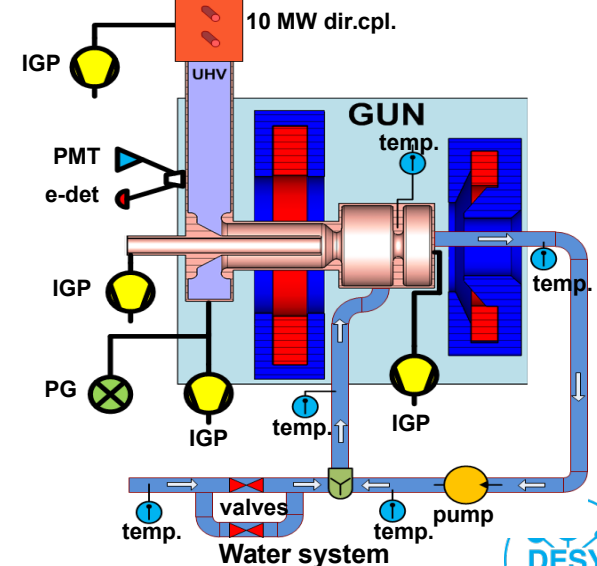 10 MW dir.cpl.
IGP
UHV
GUN
temp.
PMT
e-det
IGP
temp.
PG
IGP
temp.
IGP
valves
temp.
temp.
pump
Water system
DESY